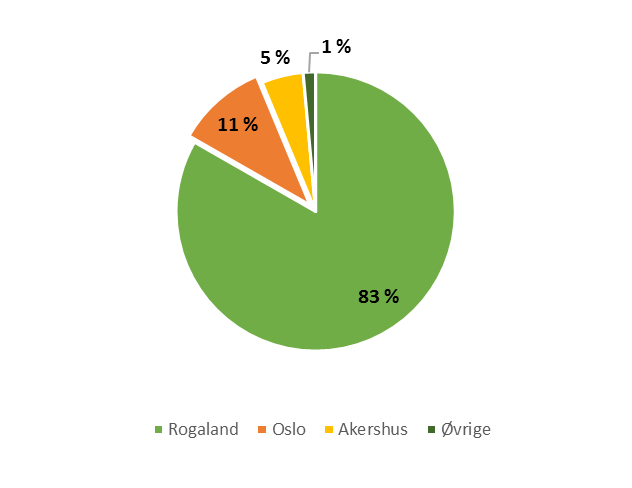 1 %
5 %
11 %
83 %
Rogaland Oslo Akershus Øvrige